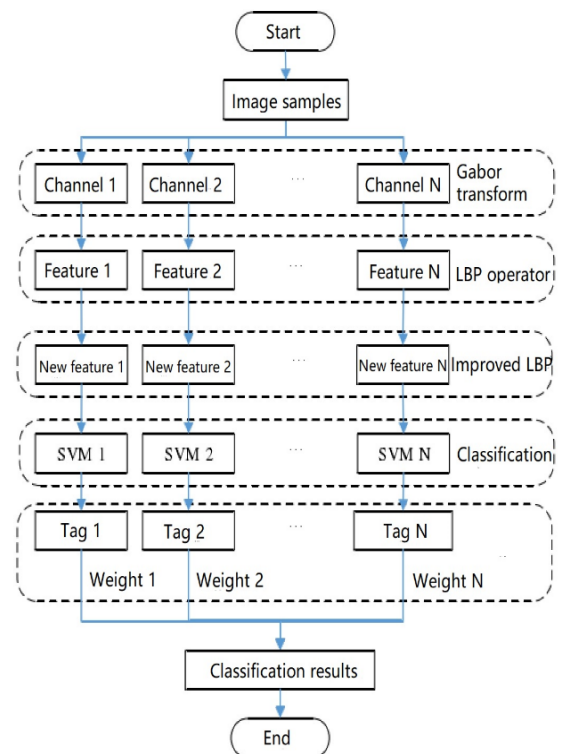 Start
Image samples
Channel 1 Channel 2 ... Channel N Gabor
transform
Feature 1 Feature 2 ... Feature N LBP operator
New feature 1 New feature 2 ... New feature N Improved LBP
SVM 1 SVM 2 ... SVM N Classification
Tag 1 Tag 2 ... Tag N
Weight 1 Weight 2 Weight N
Classification results
End